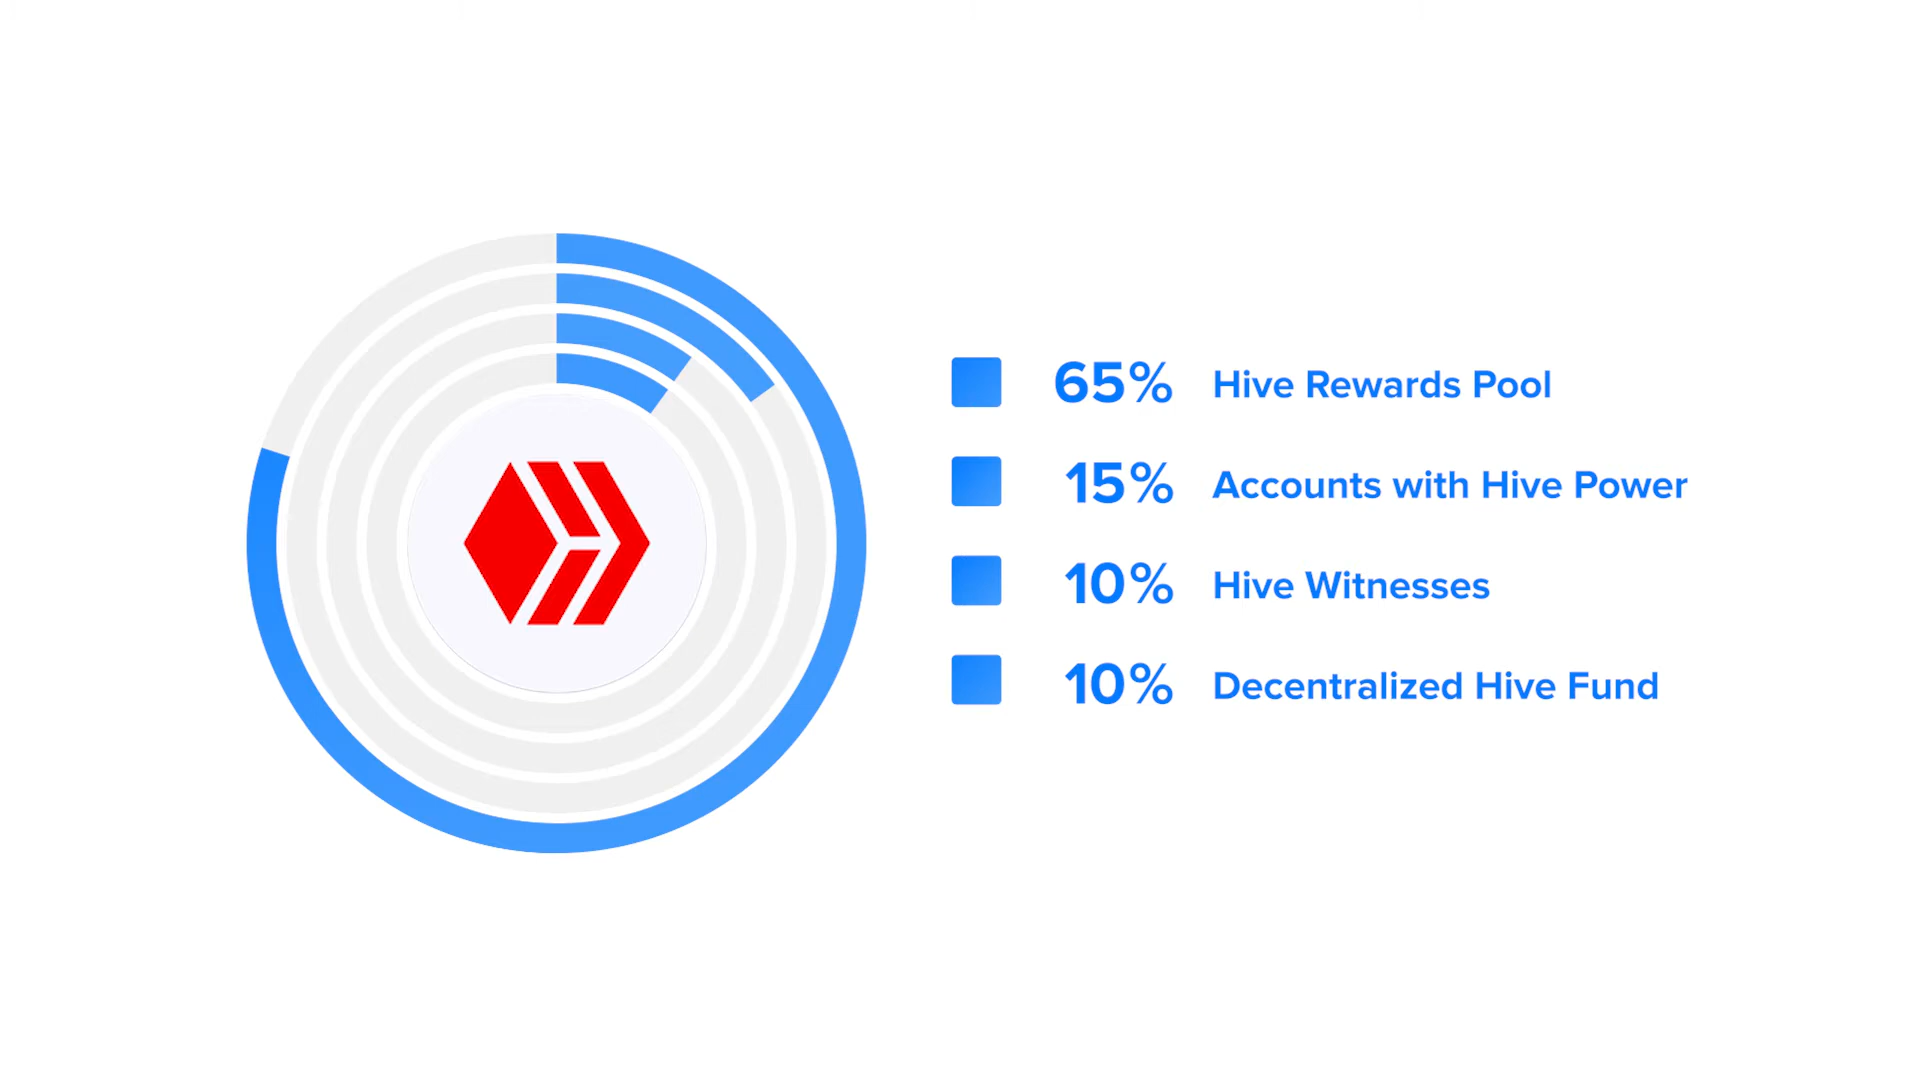 65% Hive Rewards Pool
15% Accounts with Hive Power
10% Hive Witnesses
10% Decentralized Hive Fund